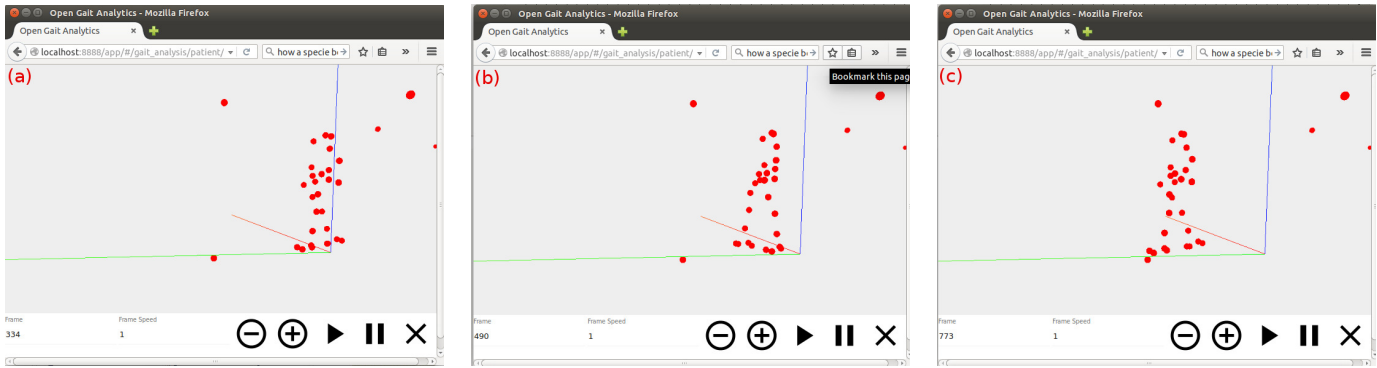 Open Gait Analytics - Mozilla Firefox
Open Gait Analytics
localhost:8888/app/#/gait_analysis/patient/
how a specie b
(a)
Frame
Frame Speed
334
1
Open Gait Analytics - Mozilla Firefox
Open Gait Analytics
localhost:8888/app/#/gait_analysis/patient/
how a specie b
(b)
Bookmark this pag
Frame
Frame Speed
490
1
Open Gait Analytics - Mozilla Firefox
Open Gait Analytics
localhost:8888/app/#/gait_analysis/patient/
how a specie b
(c)
Frame
Frame Speed
773
1